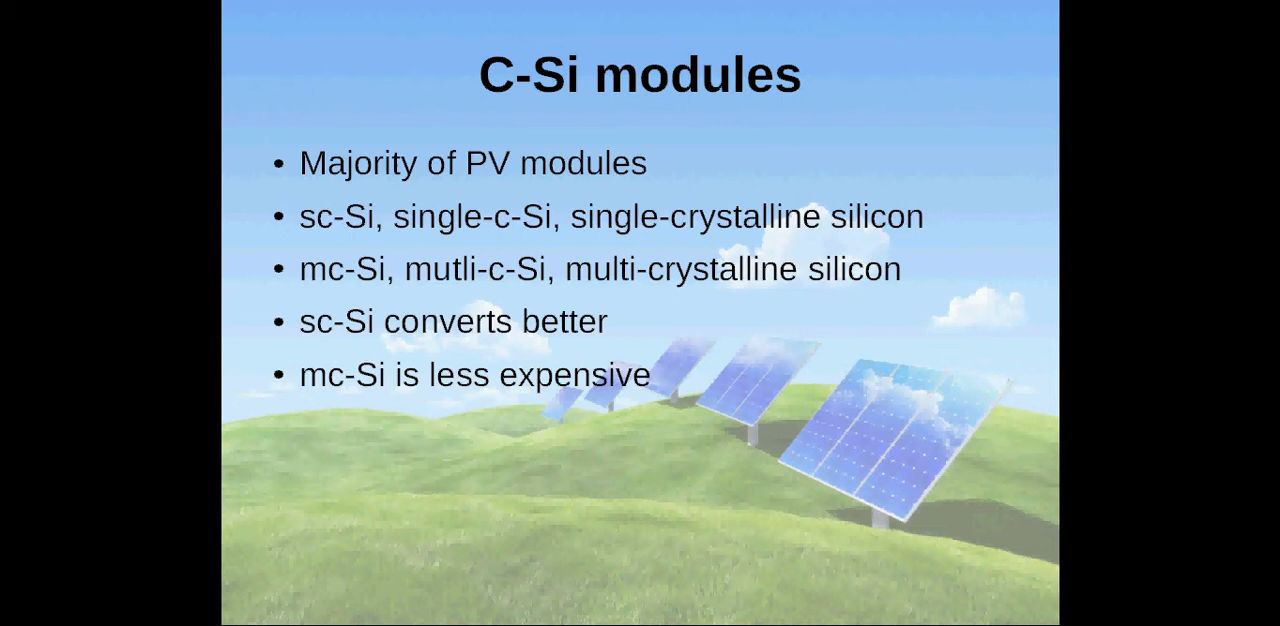 C-Si modules
• Majority of PV modules
• sc-Si, single-c-Si, single-crystalline silicon
• mc-Si, mutli-c-Si, multi-crystalline silicon
• sc-Si converts better
• mc-Si is less expensive